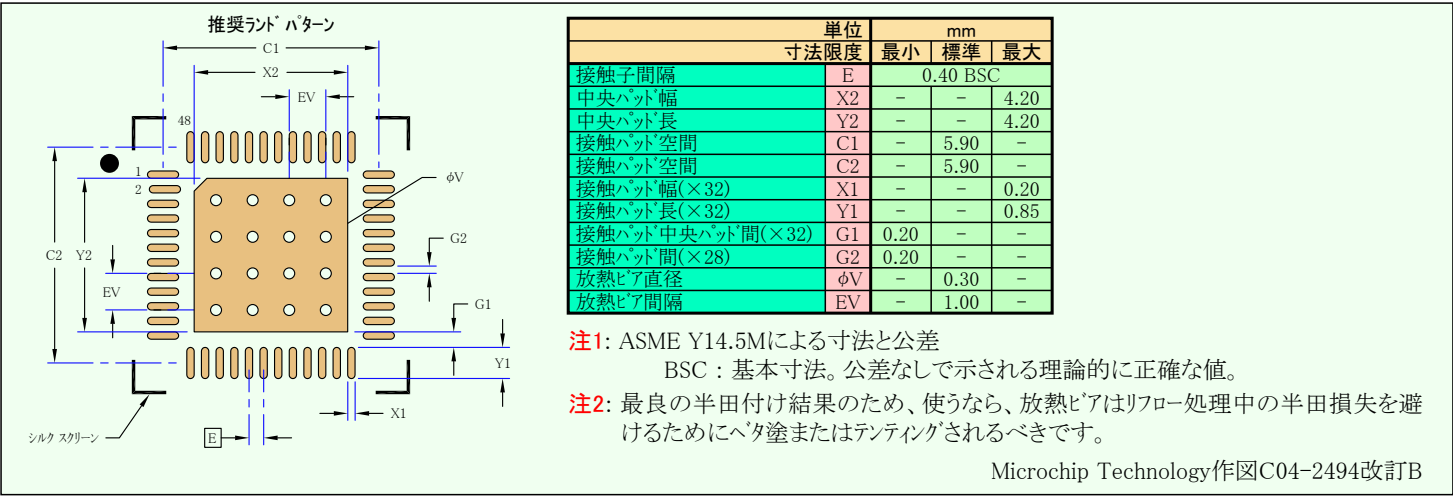 推奨ランド パターン
C1
X2
EV
48
1
2
φV
C2
Y2
EV
G2
G1
Y1
X1
E
シルク スクリーン
単位 mm
寸法限度 最小 標準 最大
接触子間隔 E 0.40 BSC
中央パッド幅 X2 - - 4.20
中央パッド長 Y2 - - 4.20
接触パッド空間 C1 - 5.90 -
接触パッド空間 C2 - 5.90 -
接触パッド幅(×32) X1 - - 0.20
接触パッド長(×32) Y1 - - 0.85
接触パッド中央パッド間(×32) G1 0.20 - -
接触パッド間(×28) G2 0.20 - -
放熱ビア直径 φV - 0.30 -
放熱ビア間隔 EV - 1.00 -
注1: ASME Y14.5Mによる寸法と公差
BSC : 基本寸法。公差なしで示される理論的に正確な値。
注2: 最良の半田付け結果のため、使うなら、放熱ビアはリフロー処理中の半田損失を避
けるためにベタ塗またはテンティングされるべきです。
Microchip Technology作図C04-2494改訂B